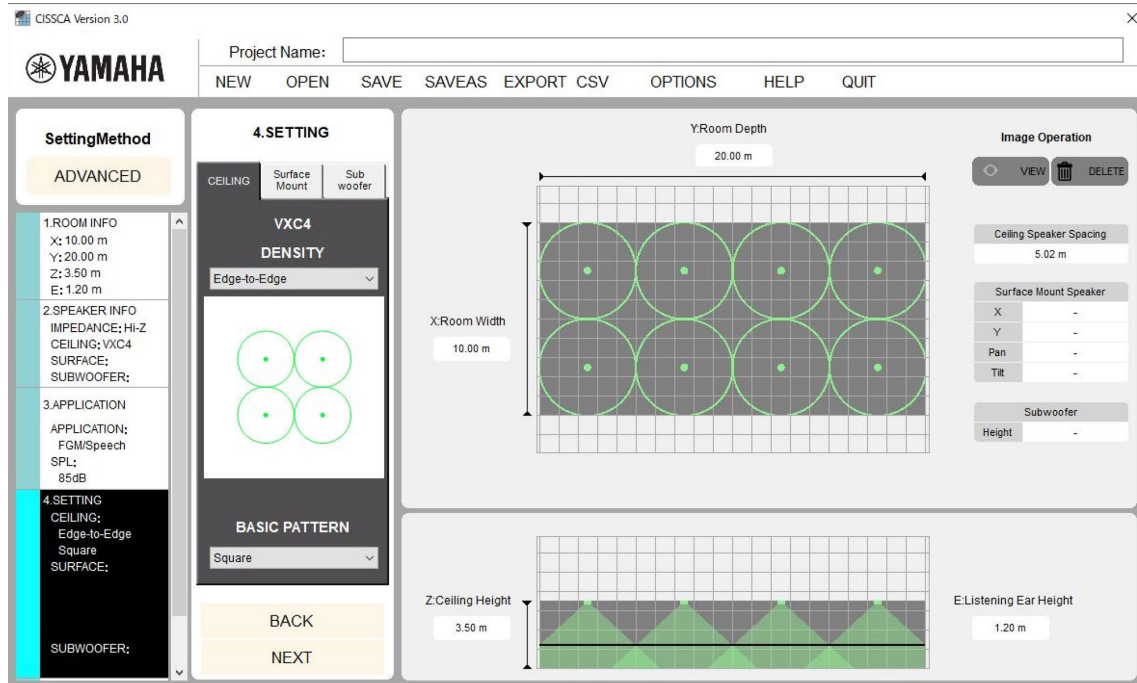 CISSCA Version 3.0
YAMAHA
Project Name:
NEW OPEN SAVE SAVEAS EXPORT CSV OPTIONS HELP QUIT
SettingMethod
ADVANCED
1.ROOM INFO
X: 10.00 m
Y: 20.00 m
Z: 3.50 m
E: 1.20 m
2.SPEAKER INFO
IMPEDANCE: Hi-Z
CEILING: VXC4
SURFACE:
SUBWOOFER:
3.APPLICATION
APPLICATION:
FGM/Speech
SPL:
85dB
4.SETTING
CEILING:
Edge-to-Edge
Square
SURFACE:
SUBWOOFER:
4.SETTING
CEILING
Surface
Mount
Sub
woofer
VXC4
DENSITY
Edge-to-Edge
BASIC PATTERN
Square
BACK
NEXT
Y:Room Depth
20.00 m
X:Room Width
10.00 m
Z:Ceiling Height
3.50 m
E:Listening Ear Height
1.20 m
Image Operation
VIEW DELETE
Ceiling Speaker Spacing
5.02 m
Surface Mount Speaker
X -
Y -
Pan -
Tilt -
Subwoofer
Height -